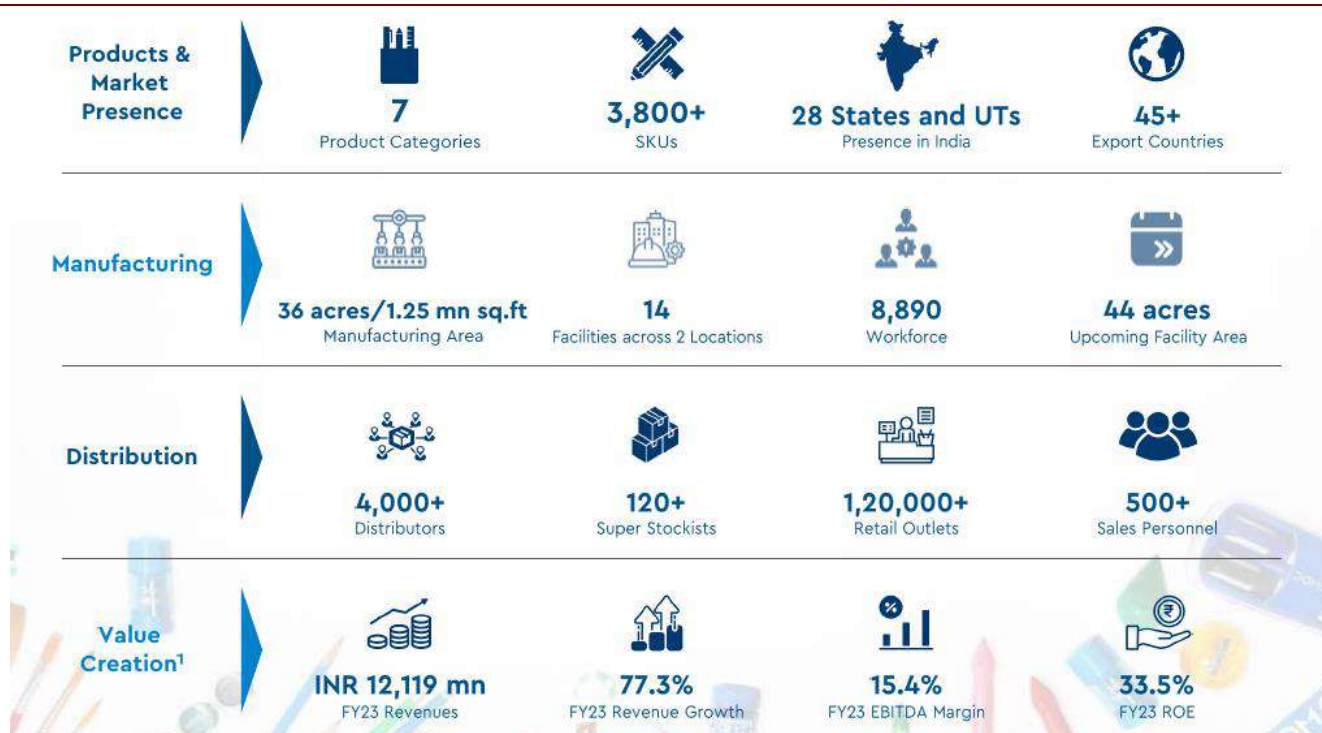 Products &
Market
Presence
7
Product Categories
3,800+
SKUs
28 States and UTs
Presence in India
45+
Export Countries
Manufacturing
36 acres/1.25 mn sq.ft
Manufacturing Area
14
Facilities across 2 Locations
8,890
Workforce
44 acres
Upcoming Facility Area
Distribution
4,000+
Distributors
120+
Super Stockists
1,20,000+
Retail Outlets
500+
Sales Personnel
Value
Creation¹
INR 12,119 mn
FY23 Revenues
77.3%
FY23 Revenue Growth
%
15.4%
FY23 EBITDA Margin
₹
33.5%
FY23 ROE